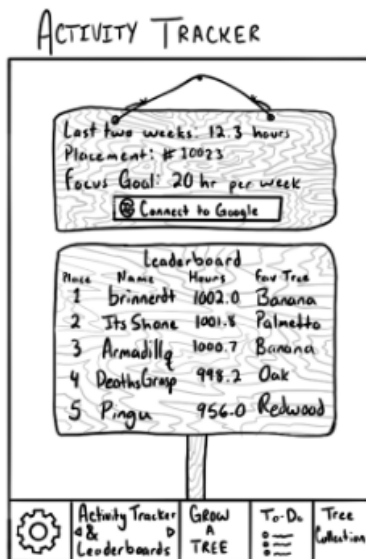 ACTIVITY TRACKER
Last two weeks: 12.3 hours
Placement: # 10023
Focus Goal: 20 hr per week
Connect to Google
Leaderboard
Place Name Hours Fav Tree
1 brinnerdt 1002.0 Banana
2 ItsShane 1001.8 Palmetto
3 Armadillq 1000.7 Banana
4 DeathsGrasp 998.2 Oak
5 Pingu 956.0 Redwood
Activity Tracker
&
Leaderboards
GROW
A
TREE
To-Do
Tree
Collection